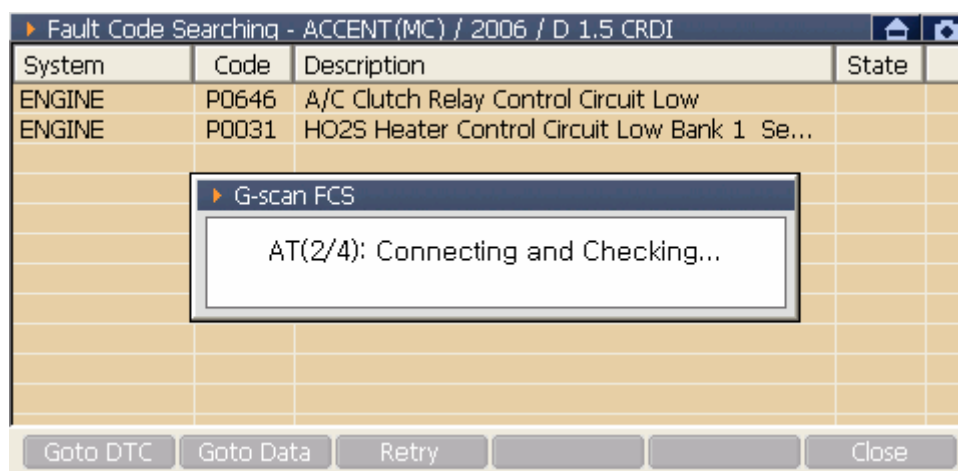 Fault Code Searching - ACCENT(MC) / 2006 / D 1.5 CRDI
System Code Description State
ENGINE P0646 A/C Clutch Relay Control Circuit Low
ENGINE P0031 HO2S Heater Control Circuit Low Bank 1 Se...
G-scan FCS
AT(2/4): Connecting and Checking...
Goto DTC Goto Data Retry Close